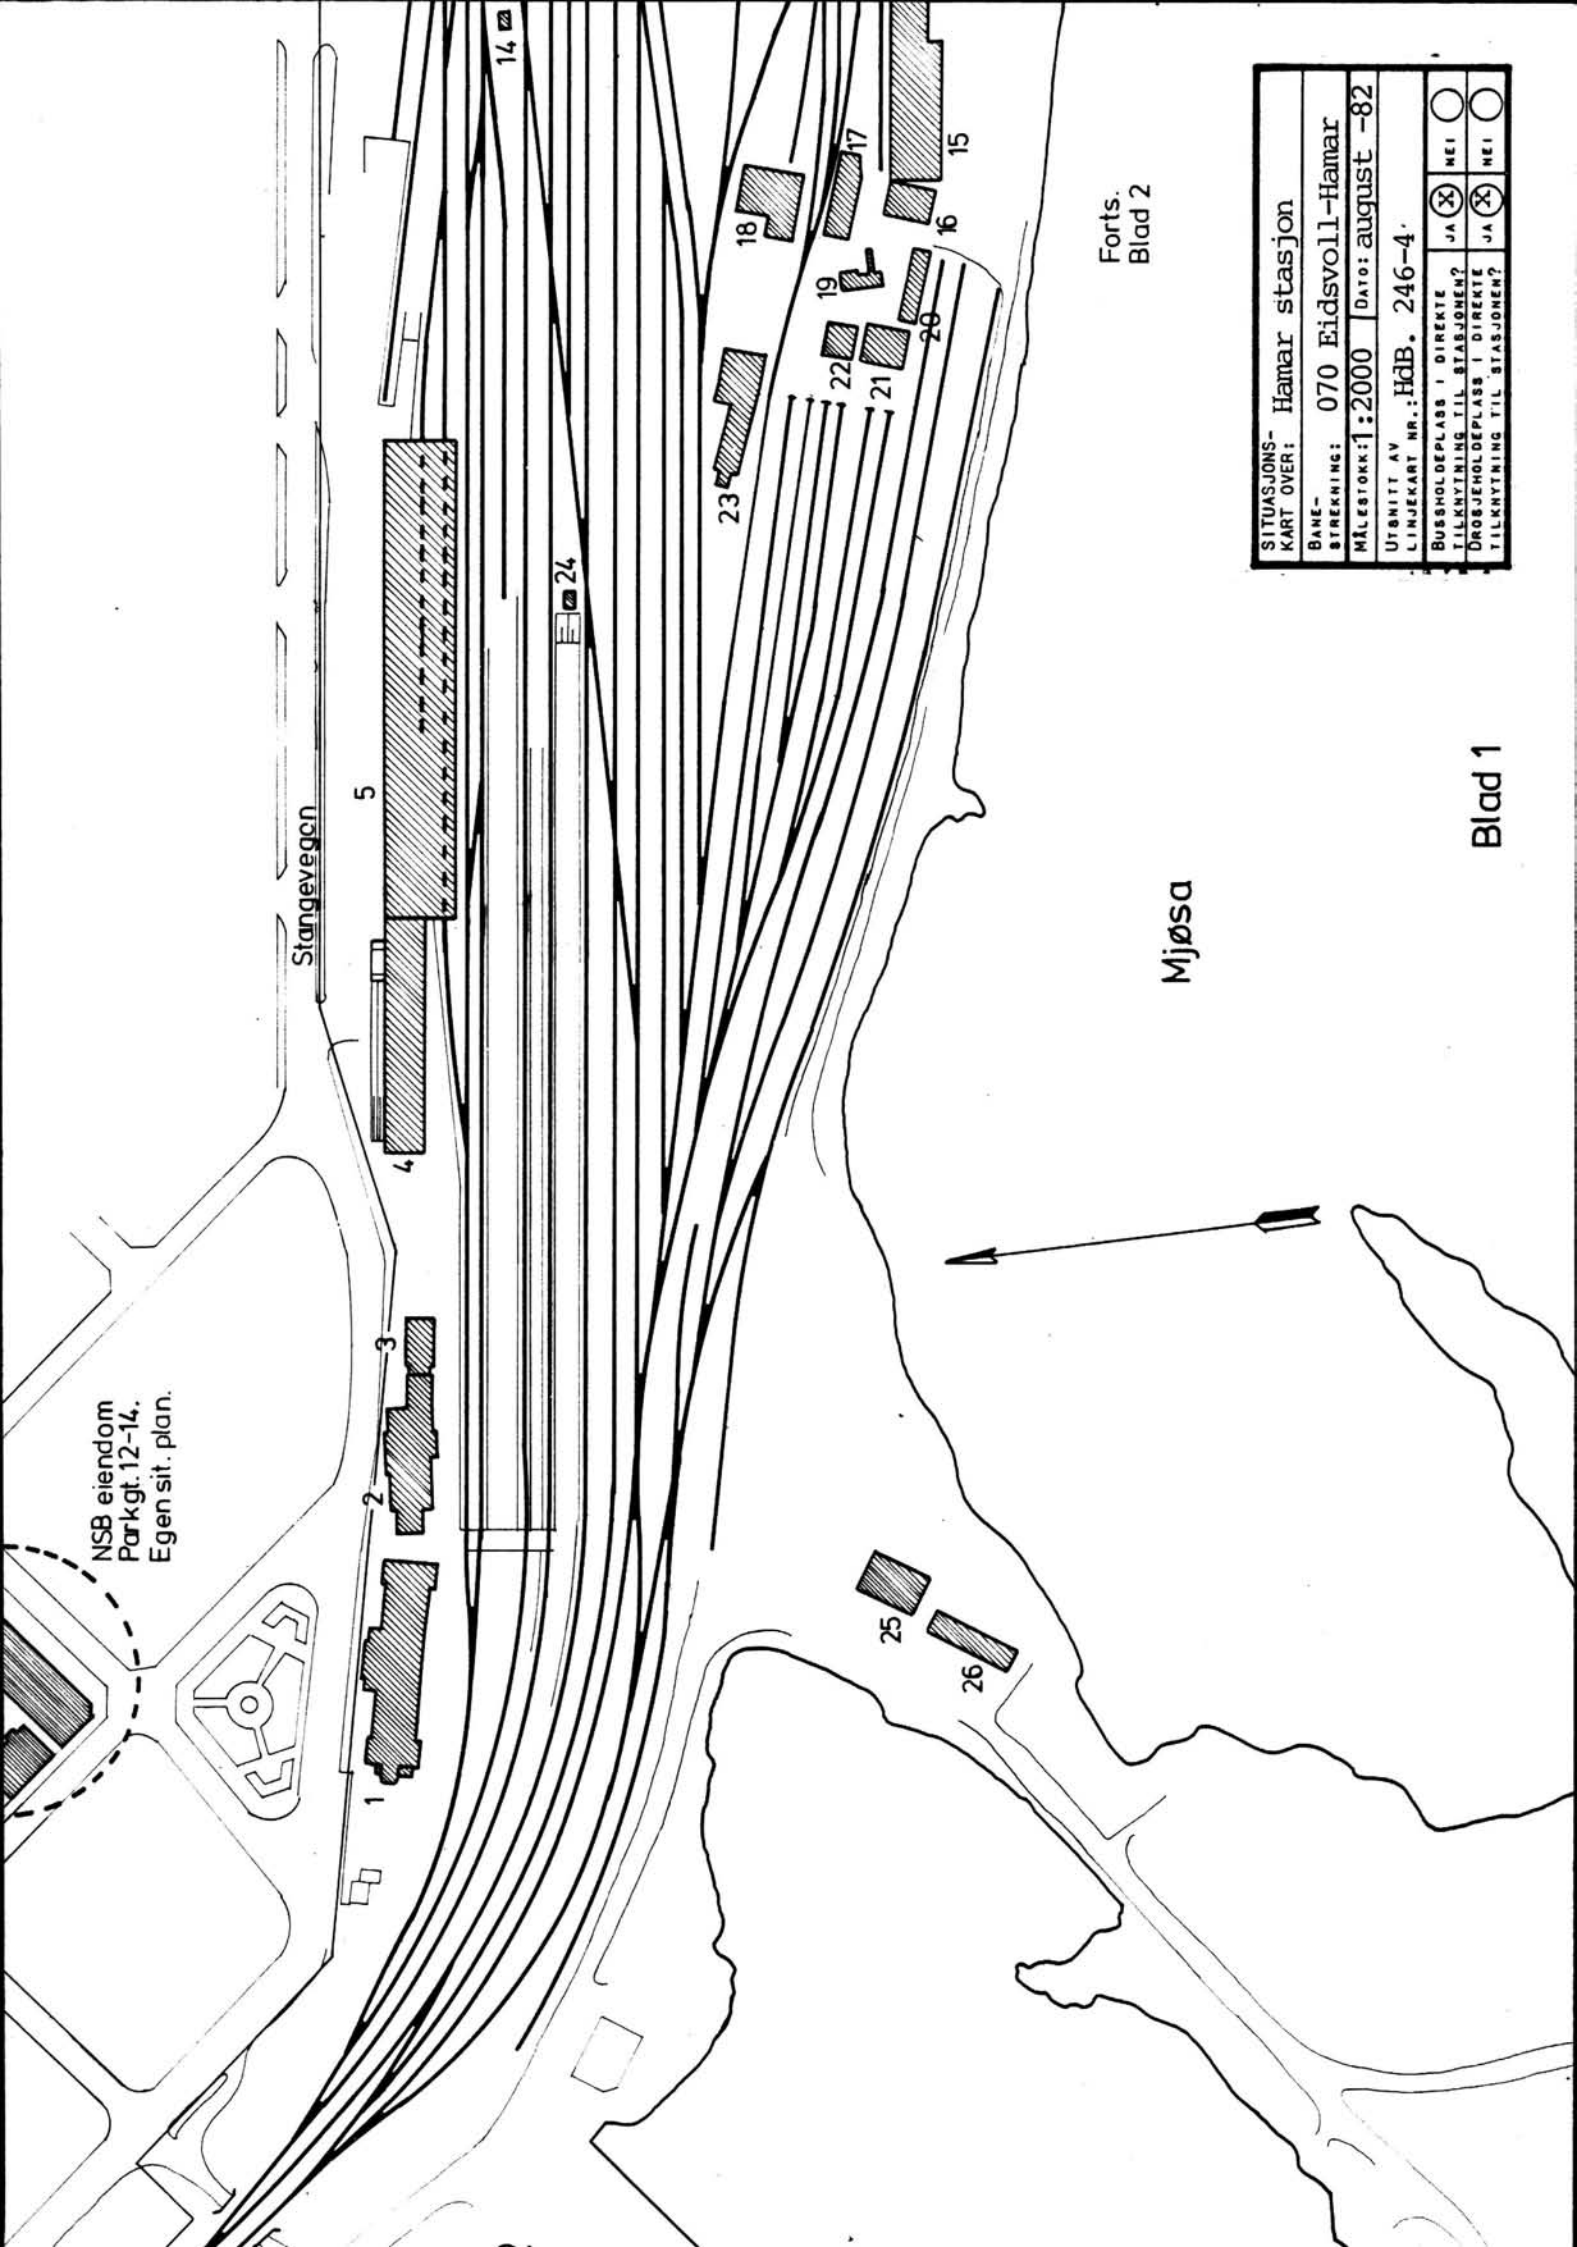 NSB eiendom
Parkgt. 12-14.
Egen sit. plan.
Stangevegen
1
2
3
4
5
14
24
23
18
17
15
16
19
20
22
21
25
26
Forts.
Blad 2
Mjøsa
Blad 1
SITUASJONS-
KART OVER: Hamar stasjon
BANE-
STREKNING: 070 Eidsvoll-Hamar
MÅLESTOKK: 1:2000 DATO: august -82
UTSNITT AV
LINJEKART NR.: HdB. 246-4
BUSSHOLDEPLASS I DIREKTE
TILKNYTNING TIL STASJONEN? JA X NEI
DROSJEHOLDEPLASS I DIREKTE
TILKNYTNING TIL STASJONEN? JA X NEI